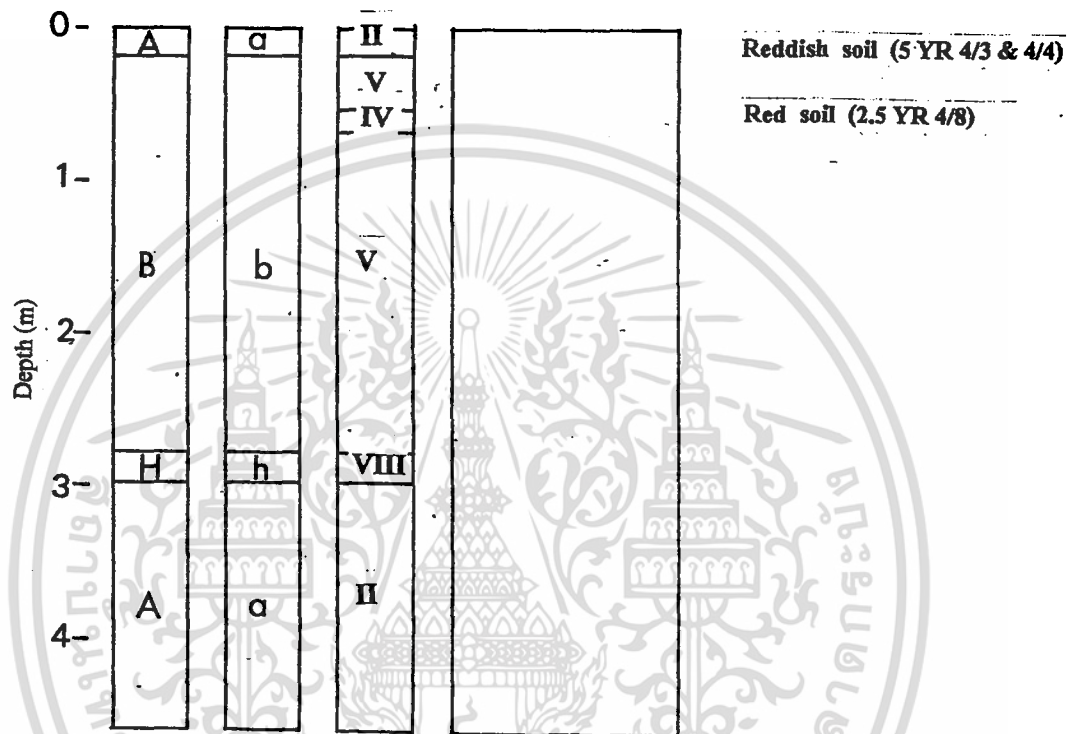 0-
A
a
II
Reddish soil (5 YR 4/3 & 4/4)
V
Red soil (2.5 YR 4/8)
IV
1-
B
b
V
Depth (m)
2-
H
h
VIII
3-
A
a
II
4-